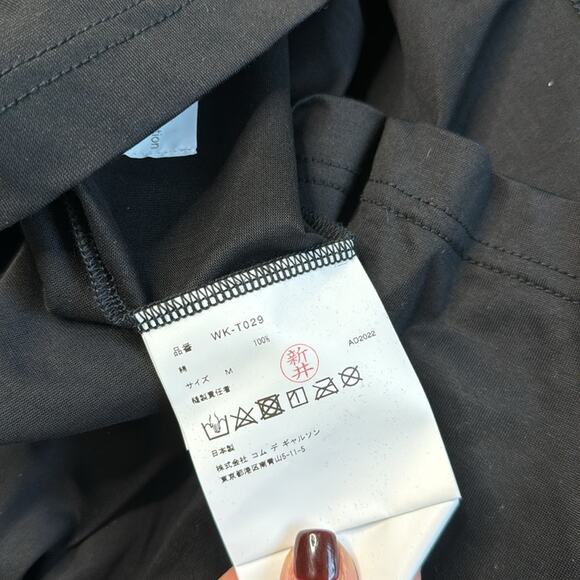 tion
品番 WK-T029
綿 100% AD2022
サイズ M
縫製責任者 新井
日本製
株式会社 コム デ ギャルソン
東京都港区南青山5-11-5